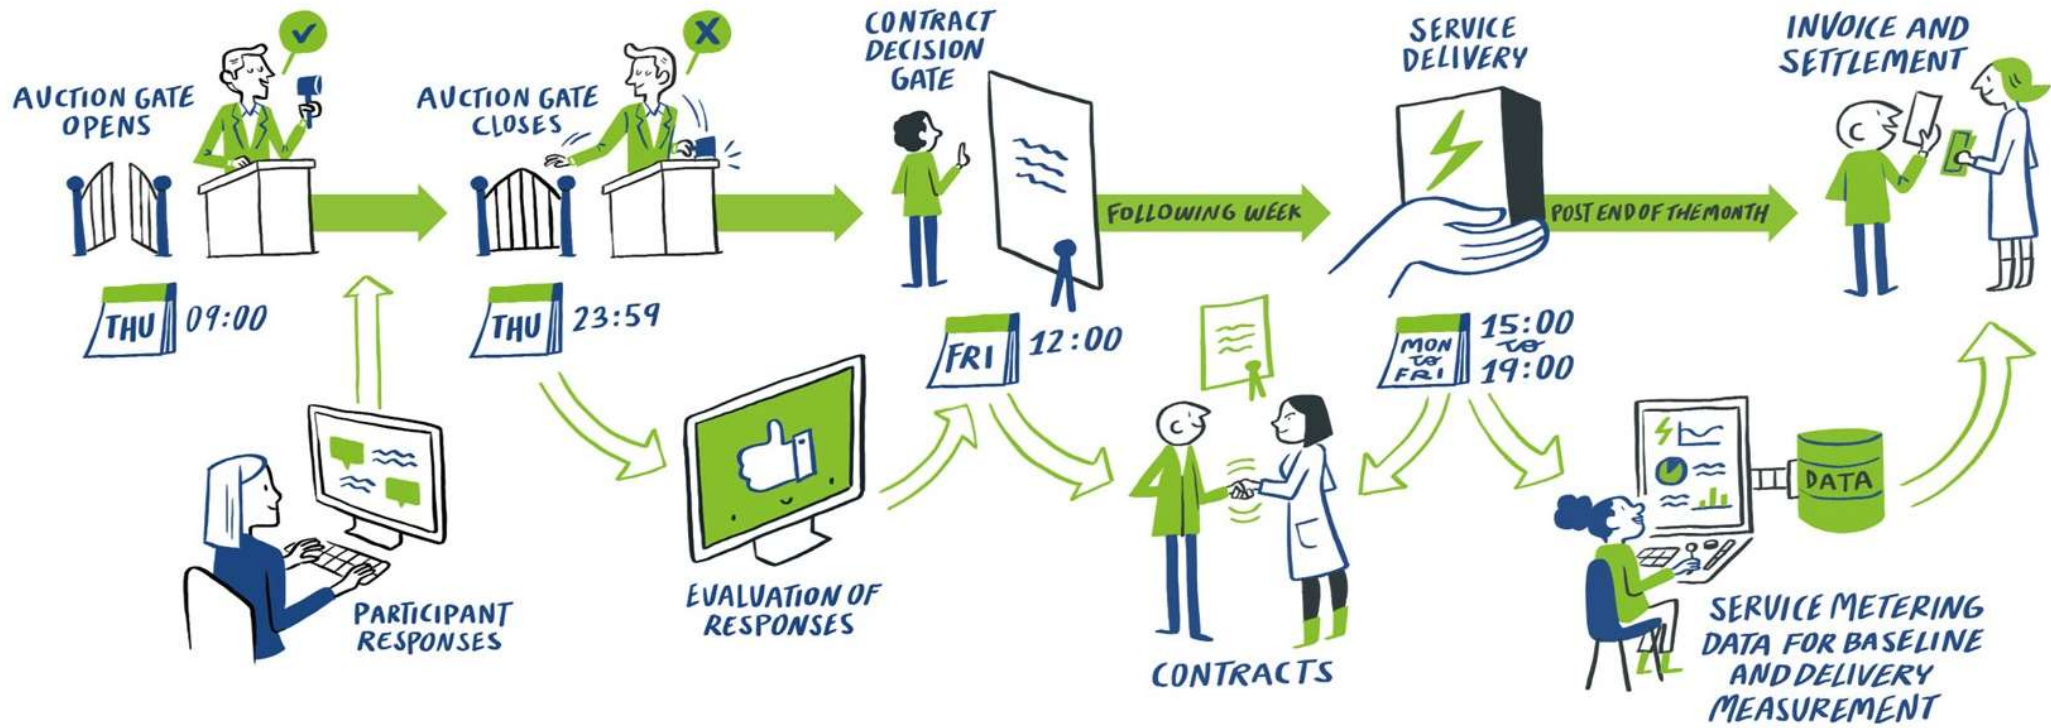 AUCTION GATE
OPENS
THU
09:00
AUCTION GATE
CLOSES
THU
23:59
CONTRACT
DECISION
GATE
FRI
12:00
FOLLOWING WEEK
SERVICE
DELIVERY
MON
TO
FRI
15:00
TO
19:00
POST END OF THE MONTH
INVOICE AND
SETTLEMENT
PARTICIPANT
RESPONSES
EVALUATION OF
RESPONSES
CONTRACTS
DATA
SERVICE METERING
DATA FOR BASELINE
AND DELIVERY
MEASUREMENT